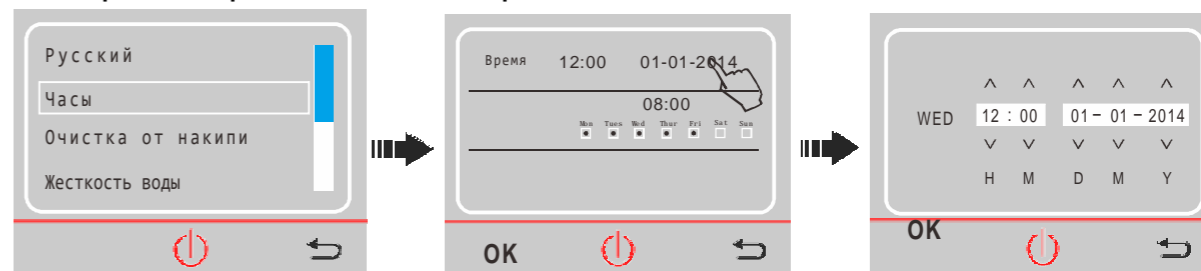 Русский
Часы
Очистка от накипи
Жесткость воды
Время 12:00 01-01-2014
08:00
Mon Tues Wed Thur Fri Sat Sun
OK
WED 12 : 00 01 - 01 - 2014
H M D M Y
OK